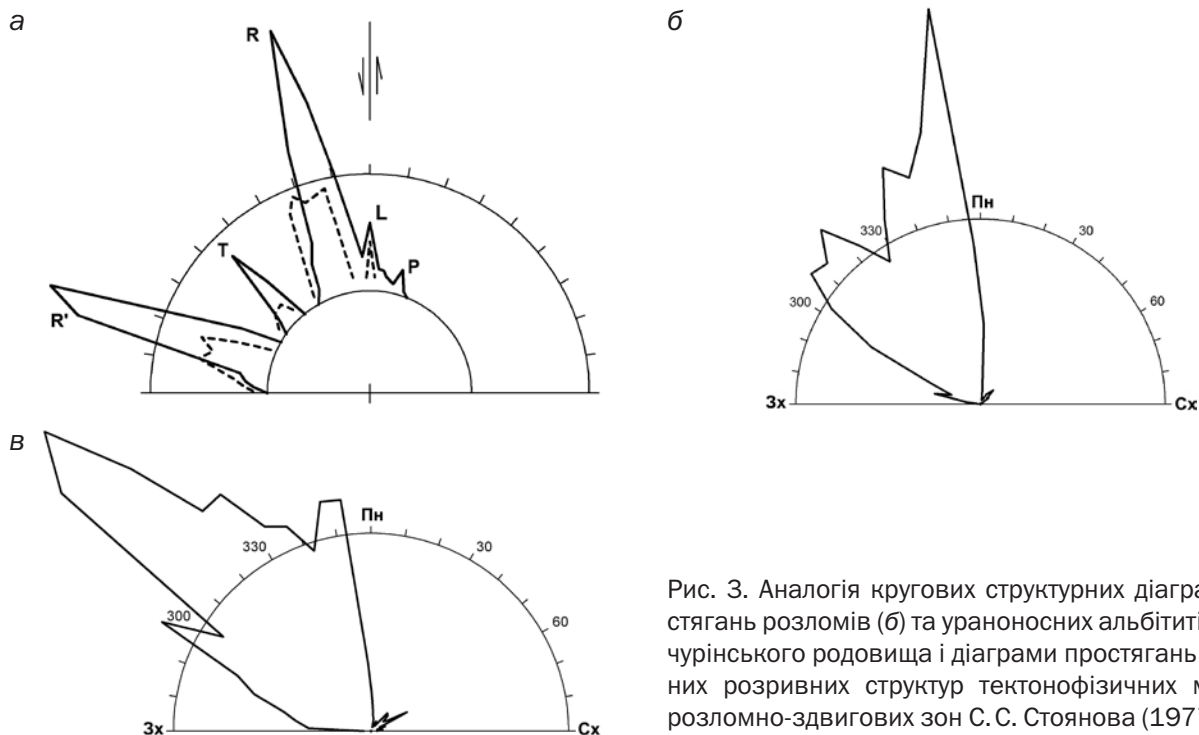 а
R
L
T
P
R'
б
Пн
330
30
300
60
Зх
Сх
в
Пн
330
30
300
60
Зх
Сх
Рис. 3. Аналогія кругових структурних діагра
стягань розломів (б) та ураноносних альбітиті
чурінського родовища і діаграми простягань
них розривних структур тектонофізичних м
розломно-здвигових зон С. С. Стоянова (197